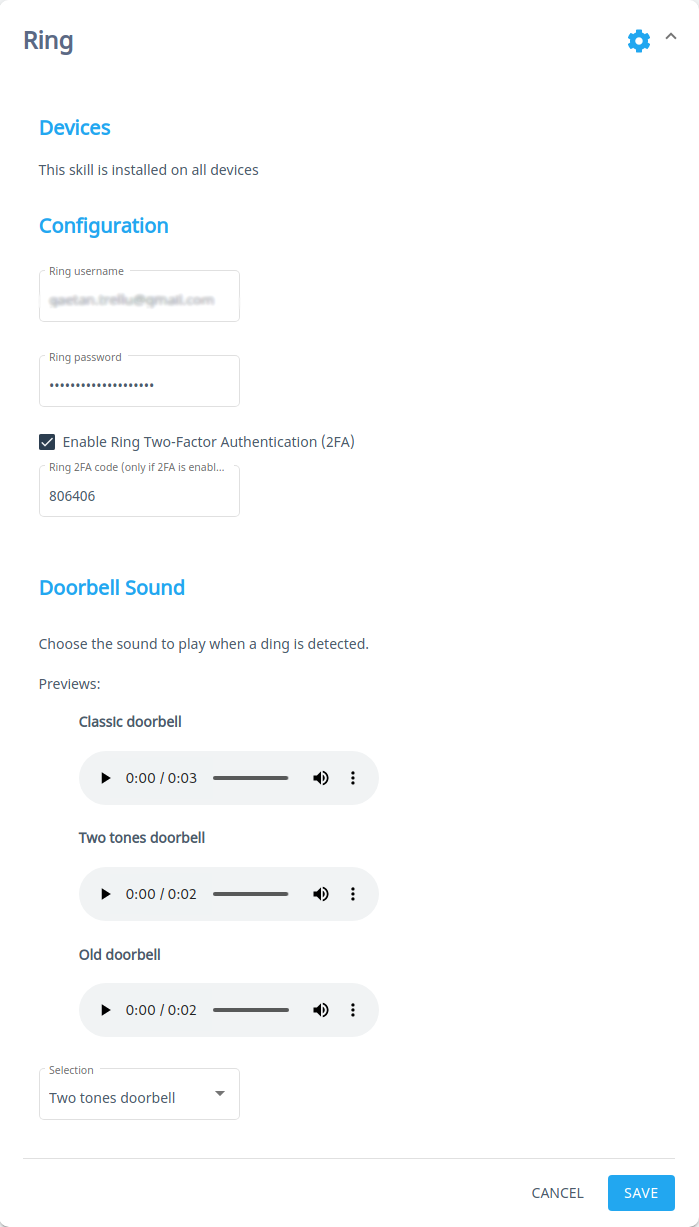 Ring
Devices
This skill is installed on all devices
Configuration
Ring username
Ring password
•••••••••••••••••••
Enable Ring Two-Factor Authentication (2FA)
Ring 2FA code (only if 2FA is enabl...
806406
Doorbell Sound
Choose the sound to play when a ding is detected.
Previews:
Classic doorbell
0:00 / 0:03
Two tones doorbell
0:00 / 0:02
Old doorbell
0:00 / 0:02
Selection
Two tones doorbell
CANCEL SAVE